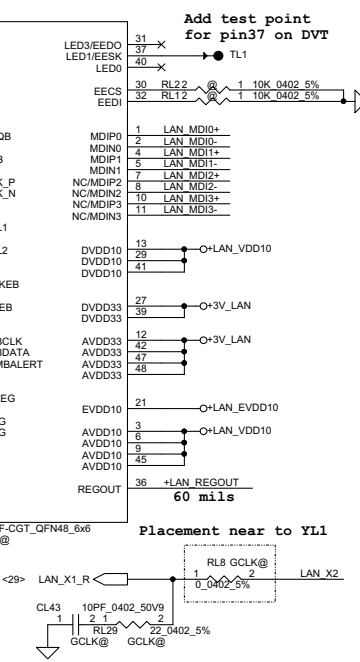 Add test point
for pin37 on DVT
LED3/EEDO 31
LED1/EESK 37 TL1
LED0 40
EECS 30 RL22 @ 1 10K_0402_5%
EEDI 32 RL12 @ 1 10K_0402_5%
QB MDIP0 1 LAN_MDI0+
MDIN0 2 LAN_MDI0-
B MDIP1 4 LAN_MDI1+
MDIN1 5 LAN_MDI1-
K_P NC/MDIP2 7 LAN_MDI2+
K_N NC/MDIN2 8 LAN_MDI2-
NC/MDIP3 10 LAN_MDI3+
NC/MDIN3 11 LAN_MDI3-
L1
L2 DVDD10 13 +LAN_VDD10
DVDD10 29
DVDD10 41
KEB
EB DVDD33 27 +3V_LAN
DVDD33 39
BCLK AVDD33 12 +3V_LAN
BDATA AVDD33 42
MBALERT AVDD33 47
AVDD33 48
EG
EVDD10 21 +LAN_EVDD10
G AVDD10 3 +LAN_VDD10
G AVDD10 6
AVDD10 9
AVDD10 45
REGOUT 36 +LAN_REGOUT
60 mils
F-CGT_QFN48_6x6
@
Placement near to YL1
RL8 GCLK@
<29> LAN_X1_R 1 2 LAN_X2
0_0402_5%
CL43 10PF_0402_50V9
1 2 1 2
RL29 22_0402_5%
GCLK@ GCLK@